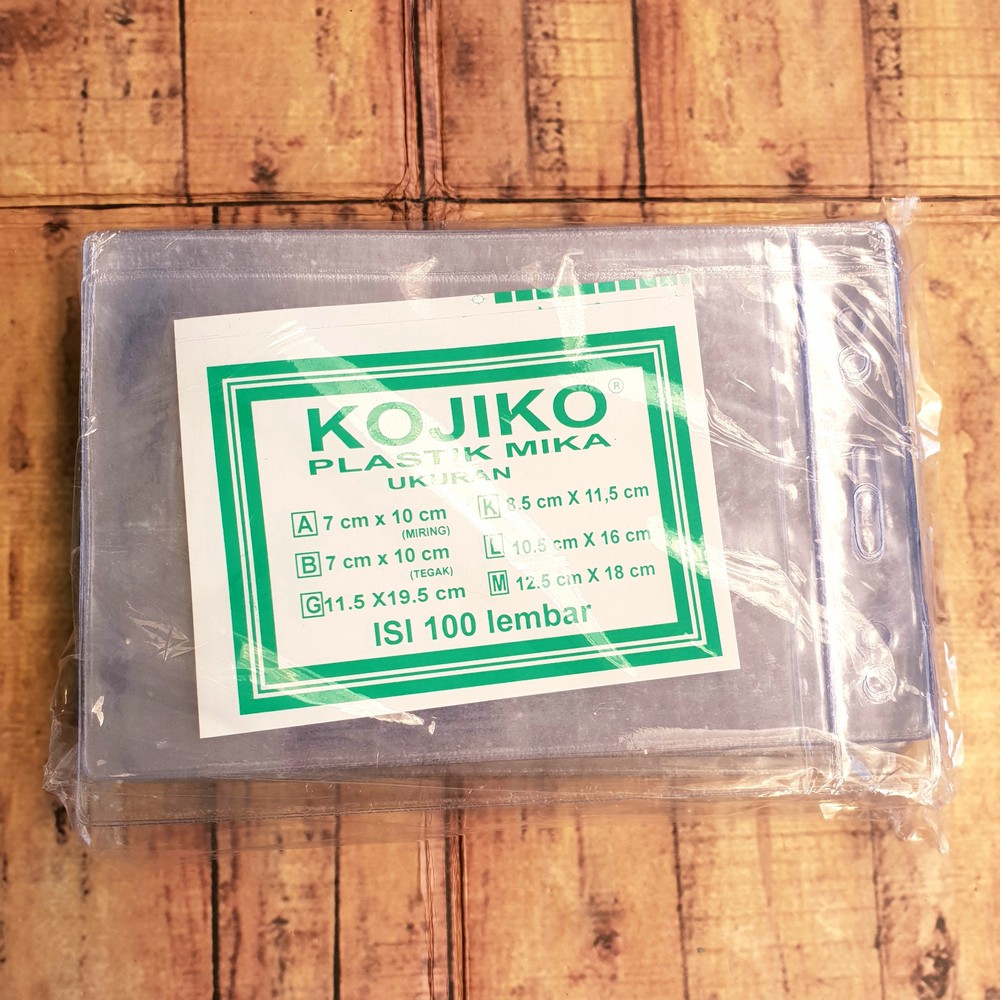 KOJIKO®
PLASTIK MIKA
UKURAN
A 7 cm x 10 cm
(MIRING)
B 7 cm x 10 cm
(TEGAK)
G 11.5 X19.5 cm
K 8.5 cm X 11,5 cm
L 10.5 cm X 16 cm
M 12.5 cm X 18 cm
ISI 100 lembar